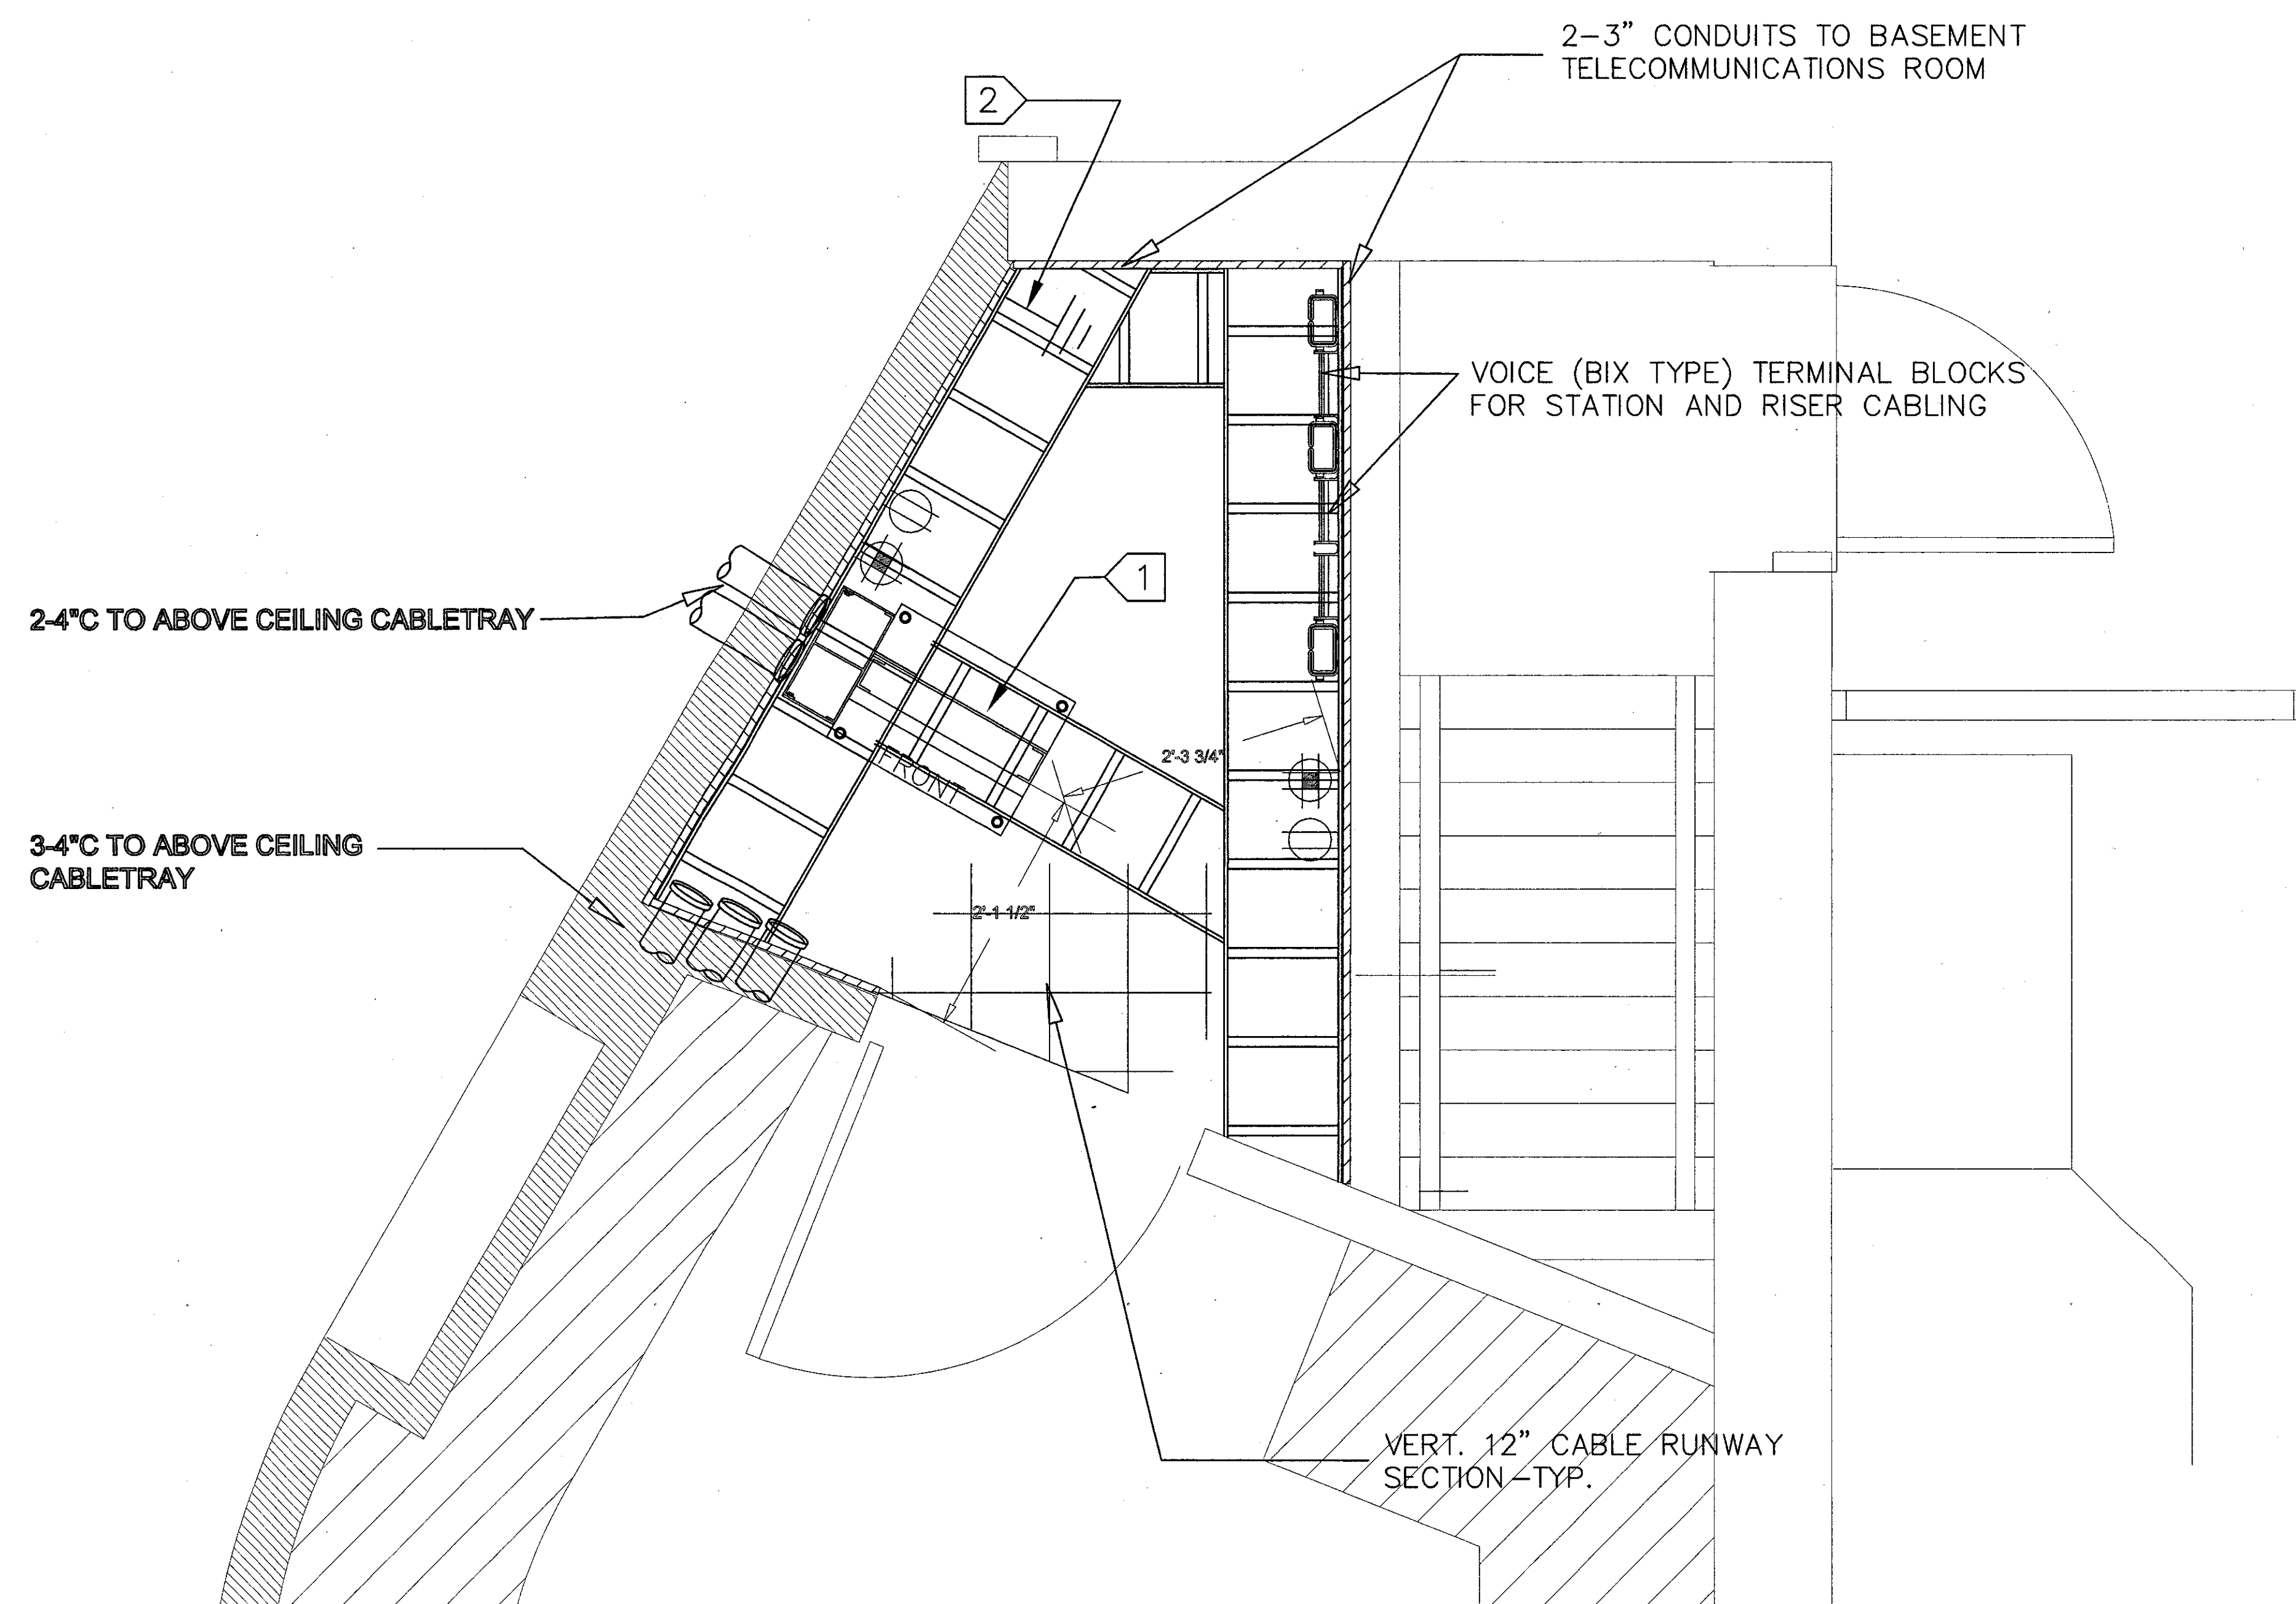 2-3" CONDUITS TO BASEMENT
TELECOMMUNICATIONS ROOM
2
VOICE (BIX TYPE) TERMINAL BLOCKS
FOR STATION AND RISER CABLING
1
2-4"C TO ABOVE CEILING CABLETRAY
2'-3 3/4"
FRONT
3-4"C TO ABOVE CEILING
CABLETRAY
2'-1 1/2"
VERT. 12" CABLE RUNWAY
SECTION-TYP.